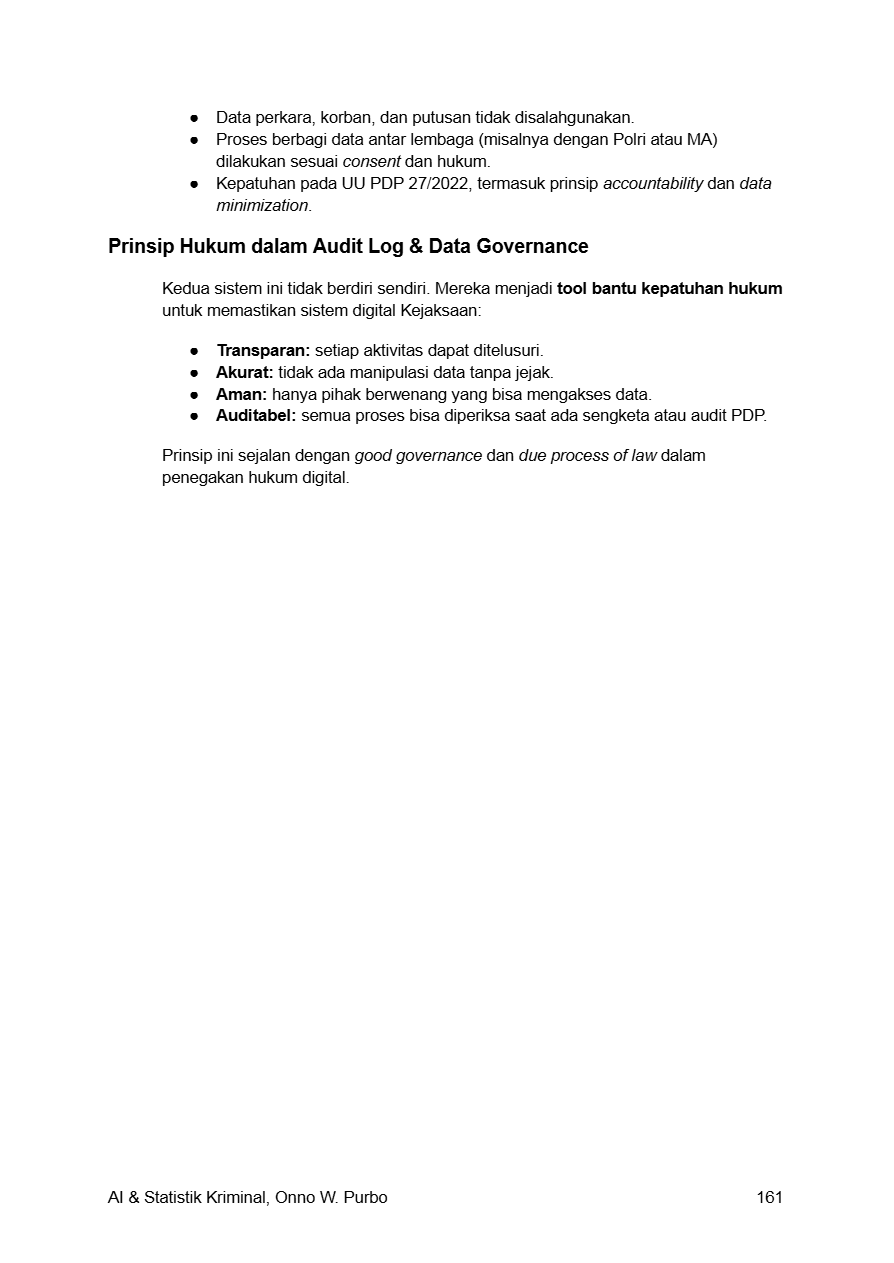 ● Data perkara, korban, dan putusan tidak disalahgunakan.
● Proses berbagi data antar lembaga (misalnya dengan Polri atau MA)
dilakukan sesuai consent dan hukum.
● Kepatuhan pada UU PDP 27/2022, termasuk prinsip accountability dan data
minimization.
Prinsip Hukum dalam Audit Log & Data Governance
Kedua sistem ini tidak berdiri sendiri. Mereka menjadi tool bantu kepatuhan hukum
untuk memastikan sistem digital Kejaksaan:
● Transparan: setiap aktivitas dapat ditelusuri.
● Akurat: tidak ada manipulasi data tanpa jejak.
● Aman: hanya pihak berwenang yang bisa mengakses data.
● Auditabel: semua proses bisa diperiksa saat ada sengketa atau audit PDP.
Prinsip ini sejalan dengan good governance dan due process of law dalam
penegakan hukum digital.
AI & Statistik Kriminal, Onno W. Purbo 161